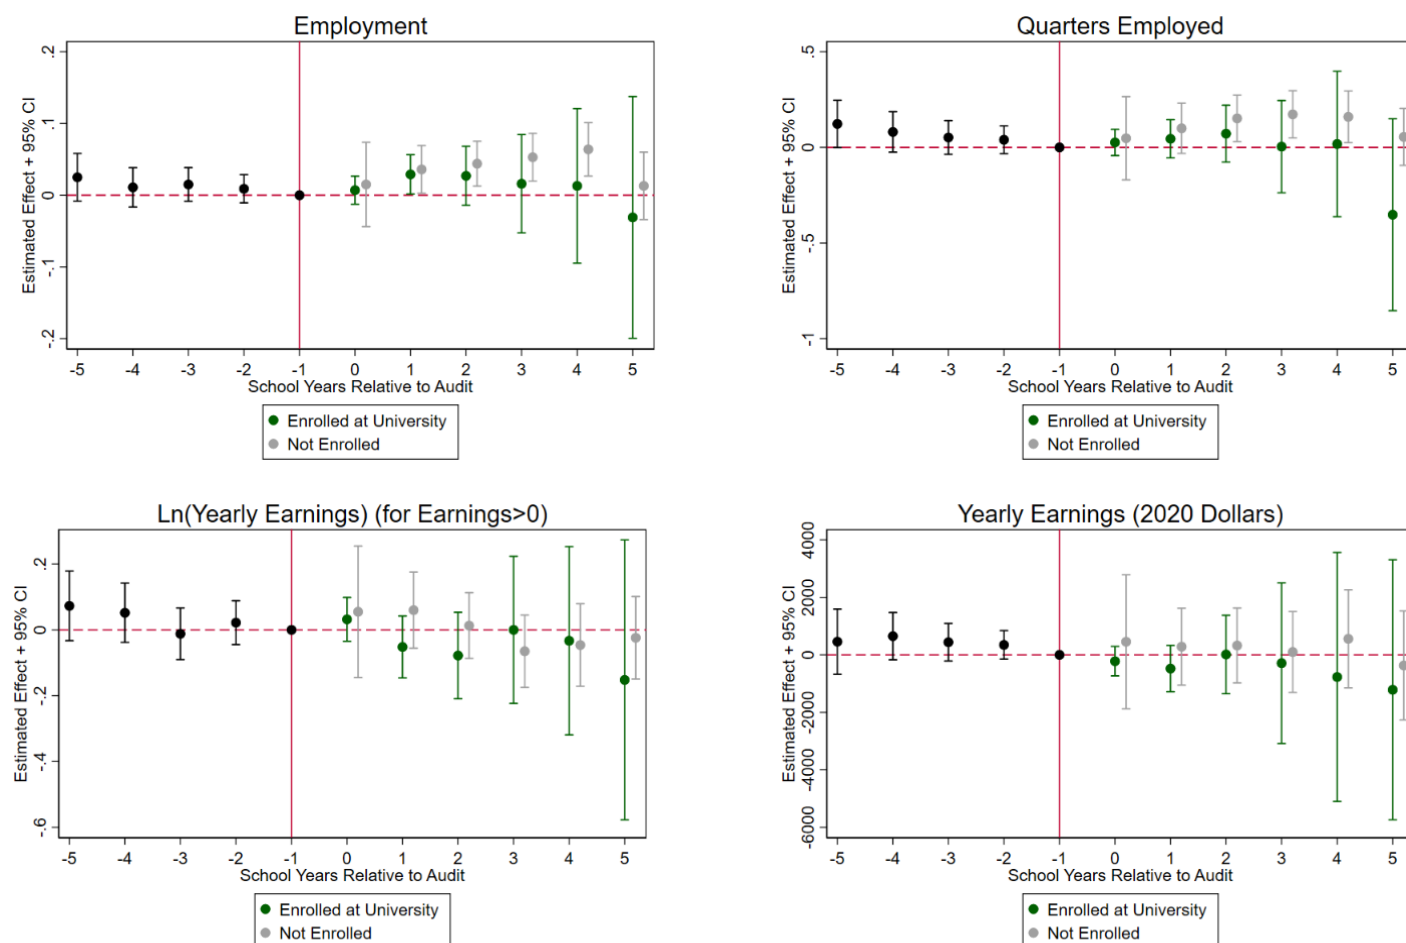 Employment
Estimated Effect + 95% CI
.2
.1
0
-.1
-.2
-5 -4 -3 -2 -1 0 1 2 3 4 5
School Years Relative to Audit
Enrolled at University
Not Enrolled
Quarters Employed
Estimated Effect + 95% CI
.5
0
-.5
-1
-5 -4 -3 -2 -1 0 1 2 3 4 5
School Years Relative to Audit
Enrolled at University
Not Enrolled
Ln(Yearly Earnings) (for Earnings>0)
Estimated Effect + 95% CI
.2
0
-.2
-.4
-.6
-5 -4 -3 -2 -1 0 1 2 3 4 5
School Years Relative to Audit
Enrolled at University
Not Enrolled
Yearly Earnings (2020 Dollars)
Estimated Effect + 95% CI
4000
2000
0
-2000
-4000
-6000
-5 -4 -3 -2 -1 0 1 2 3 4 5
School Years Relative to Audit
Enrolled at University
Not Enrolled